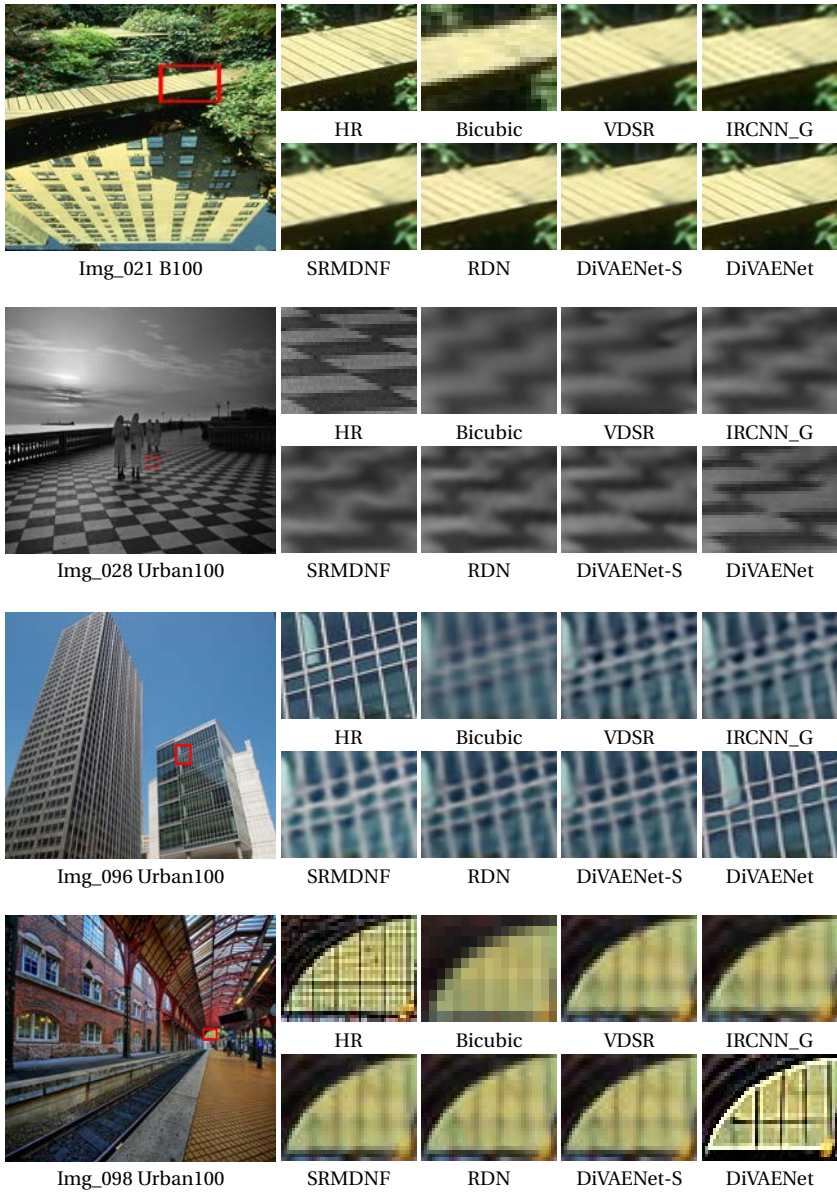 HR Bicubic VDSR IRCNN_G
Img_021 B100 SRMDNF RDN DiVAENet-S DiVAENet
HR Bicubic VDSR IRCNN_G
Img_028 Urban100 SRMDNF RDN DiVAENet-S DiVAENet
HR Bicubic VDSR IRCNN_G
Img_096 Urban100 SRMDNF RDN DiVAENet-S DiVAENet
HR Bicubic VDSR IRCNN_G
Img_098 Urban100 SRMDNF RDN DiVAENet-S DiVAENet